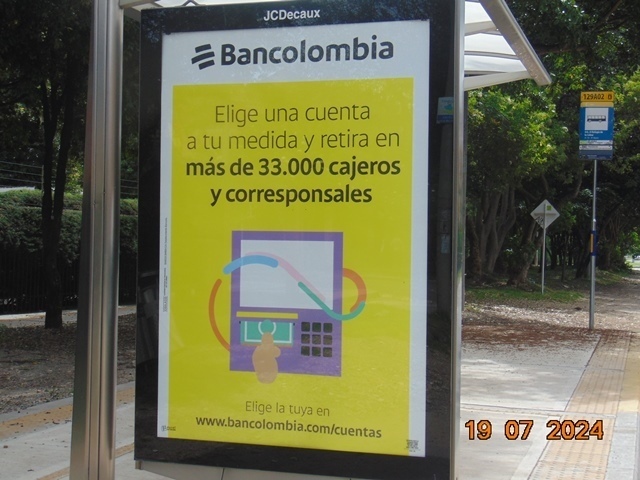 JCDecaux
Bancolombia
Elige una cuenta
a tu medida y retira en
más de 33.000 cajeros
y corresponsales
Elige la tuya en
www.bancolombia.com/cuentas
129A02
19 07 2024